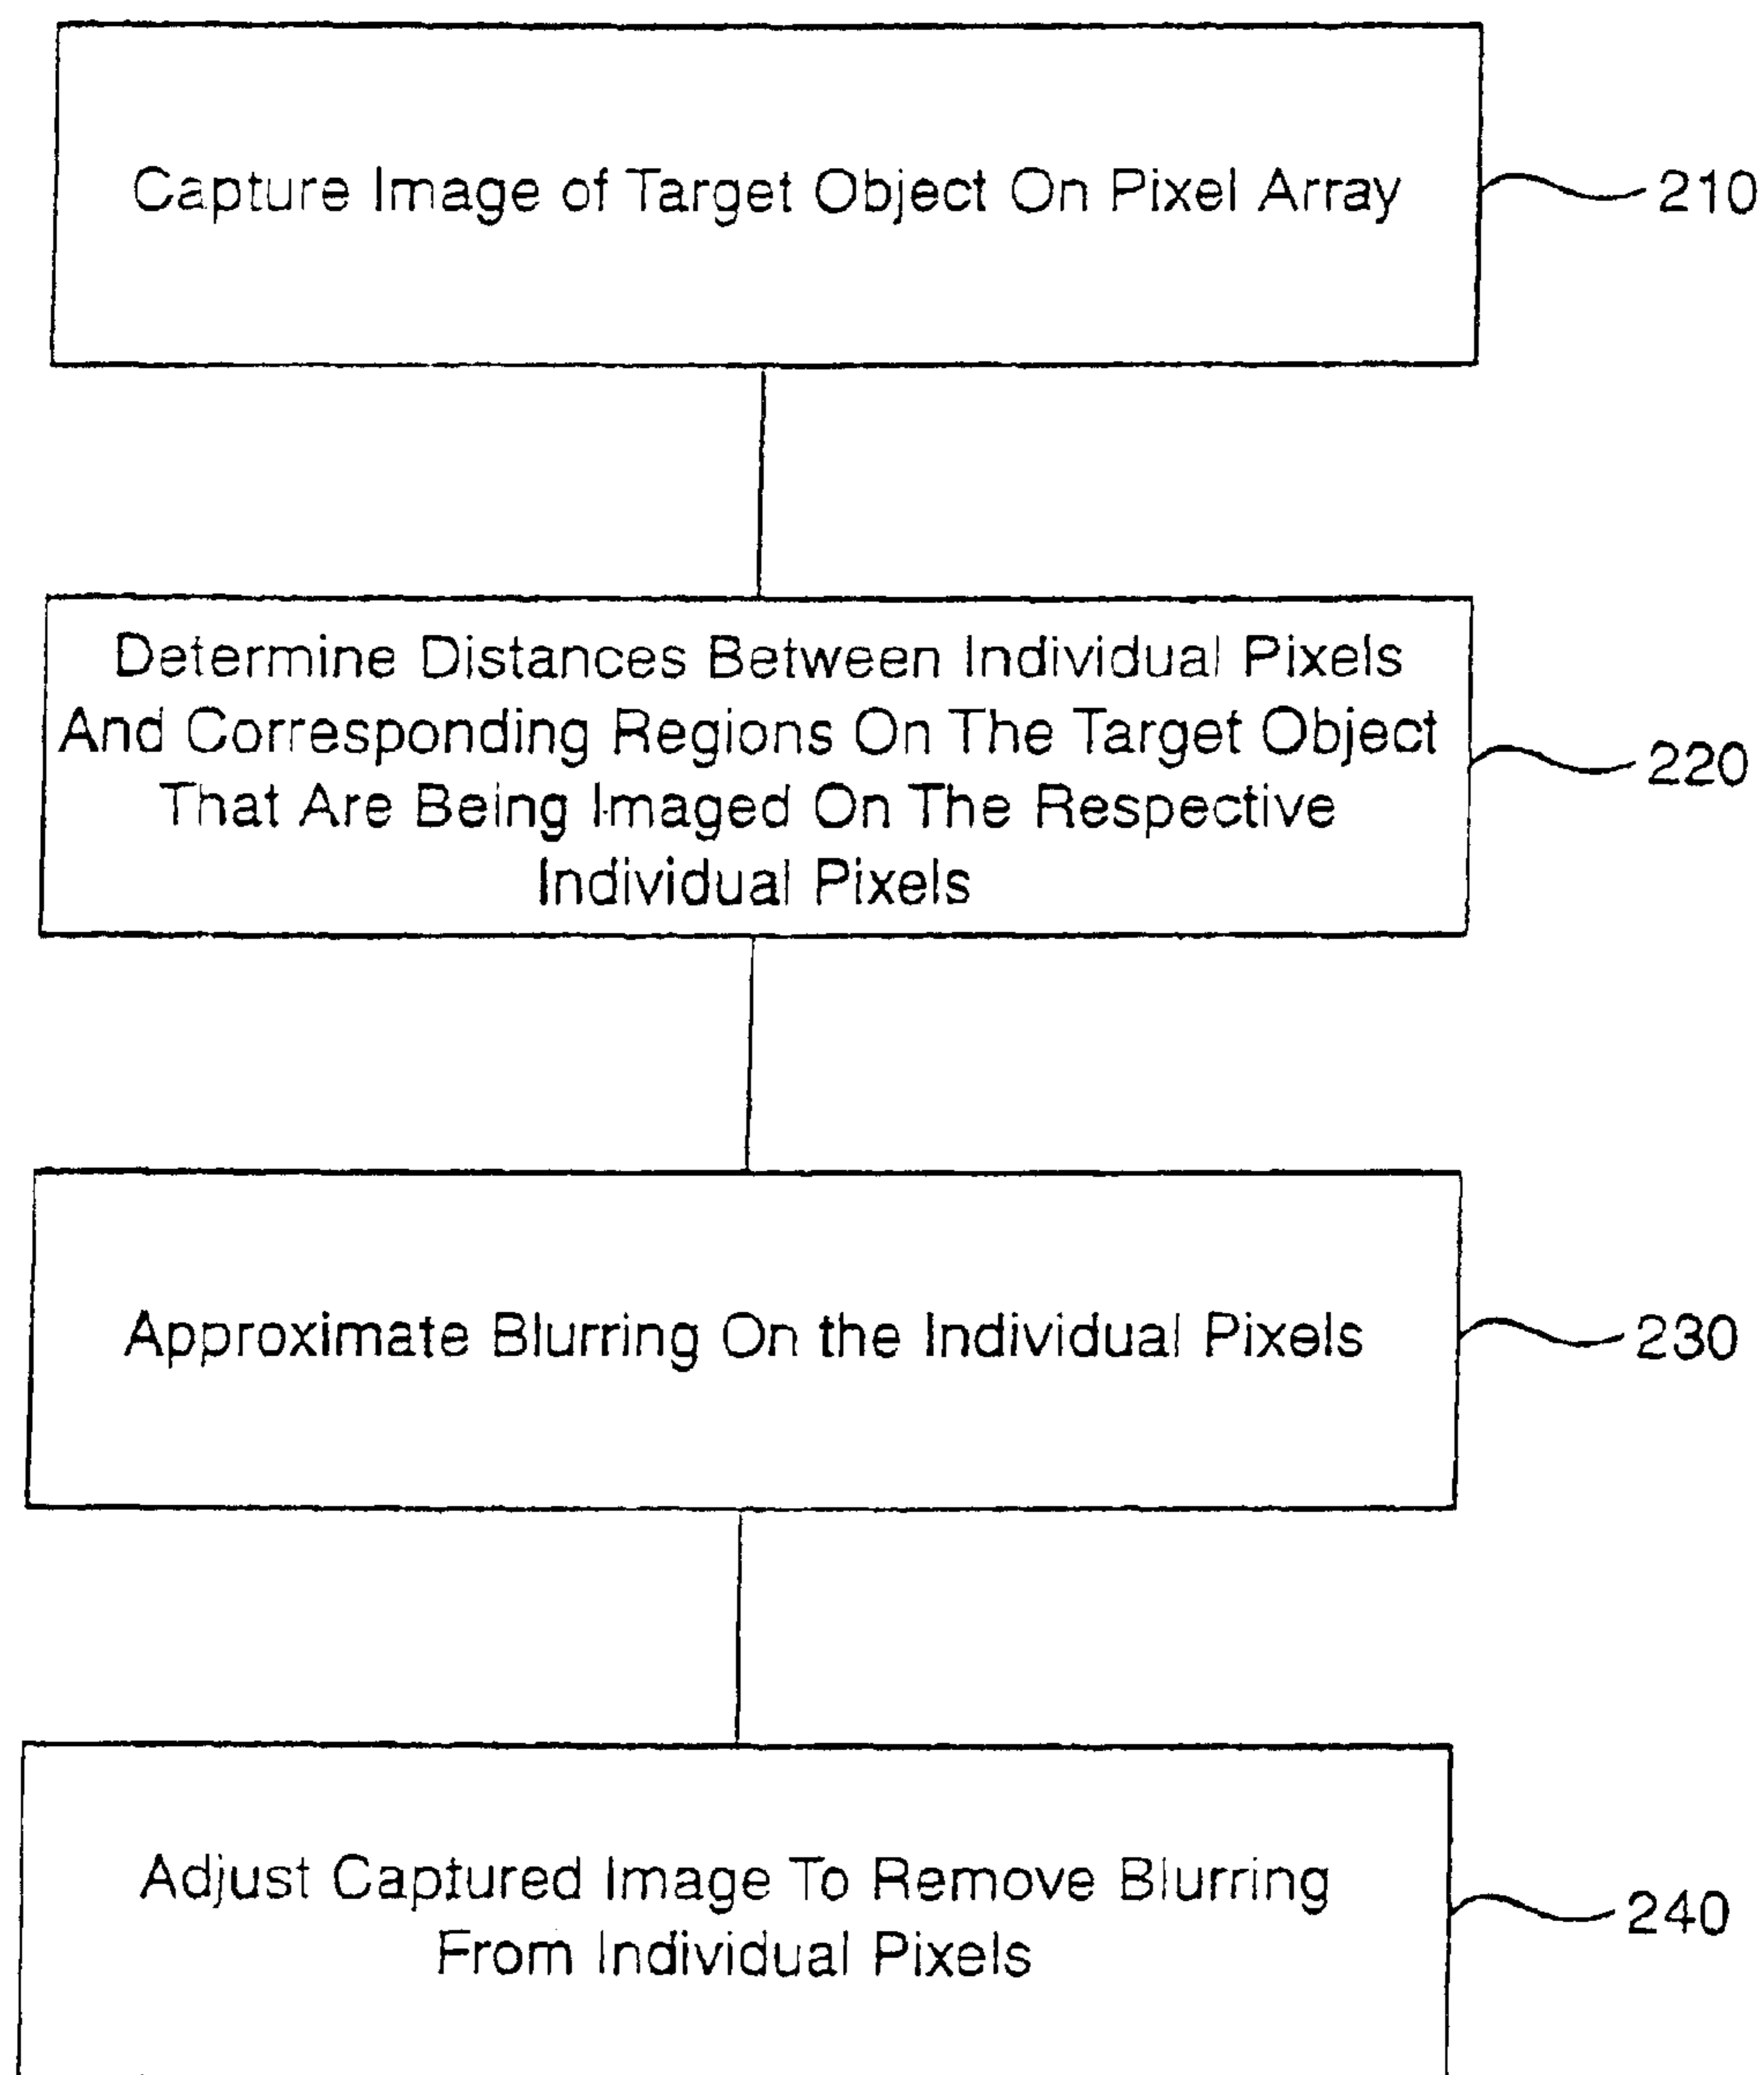 Capture Image of Target Object On Pixel Array
210
Determine Distances Between Individual Pixels
And Corresponding Regions On The Target Object
That Are Being Imaged On The Respective
Individual Pixels
220
Approximate Blurring On the Individual Pixels
230
Adjust Captured Image To Remove Blurring
From Individual Pixels
240